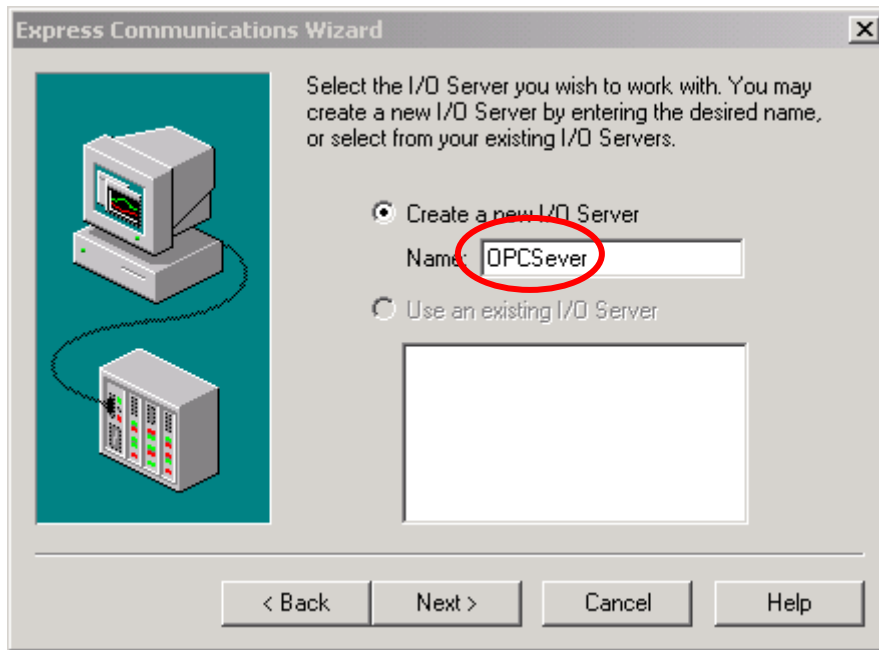 Express Communications Wizard
Select the I/O Server you wish to work with. You may
create a new I/O Server by entering the desired name,
or select from your existing I/O Servers.
Create a new I/O Server
Name: OPCSever
Use an existing I/O Server
< Back Next > Cancel Help